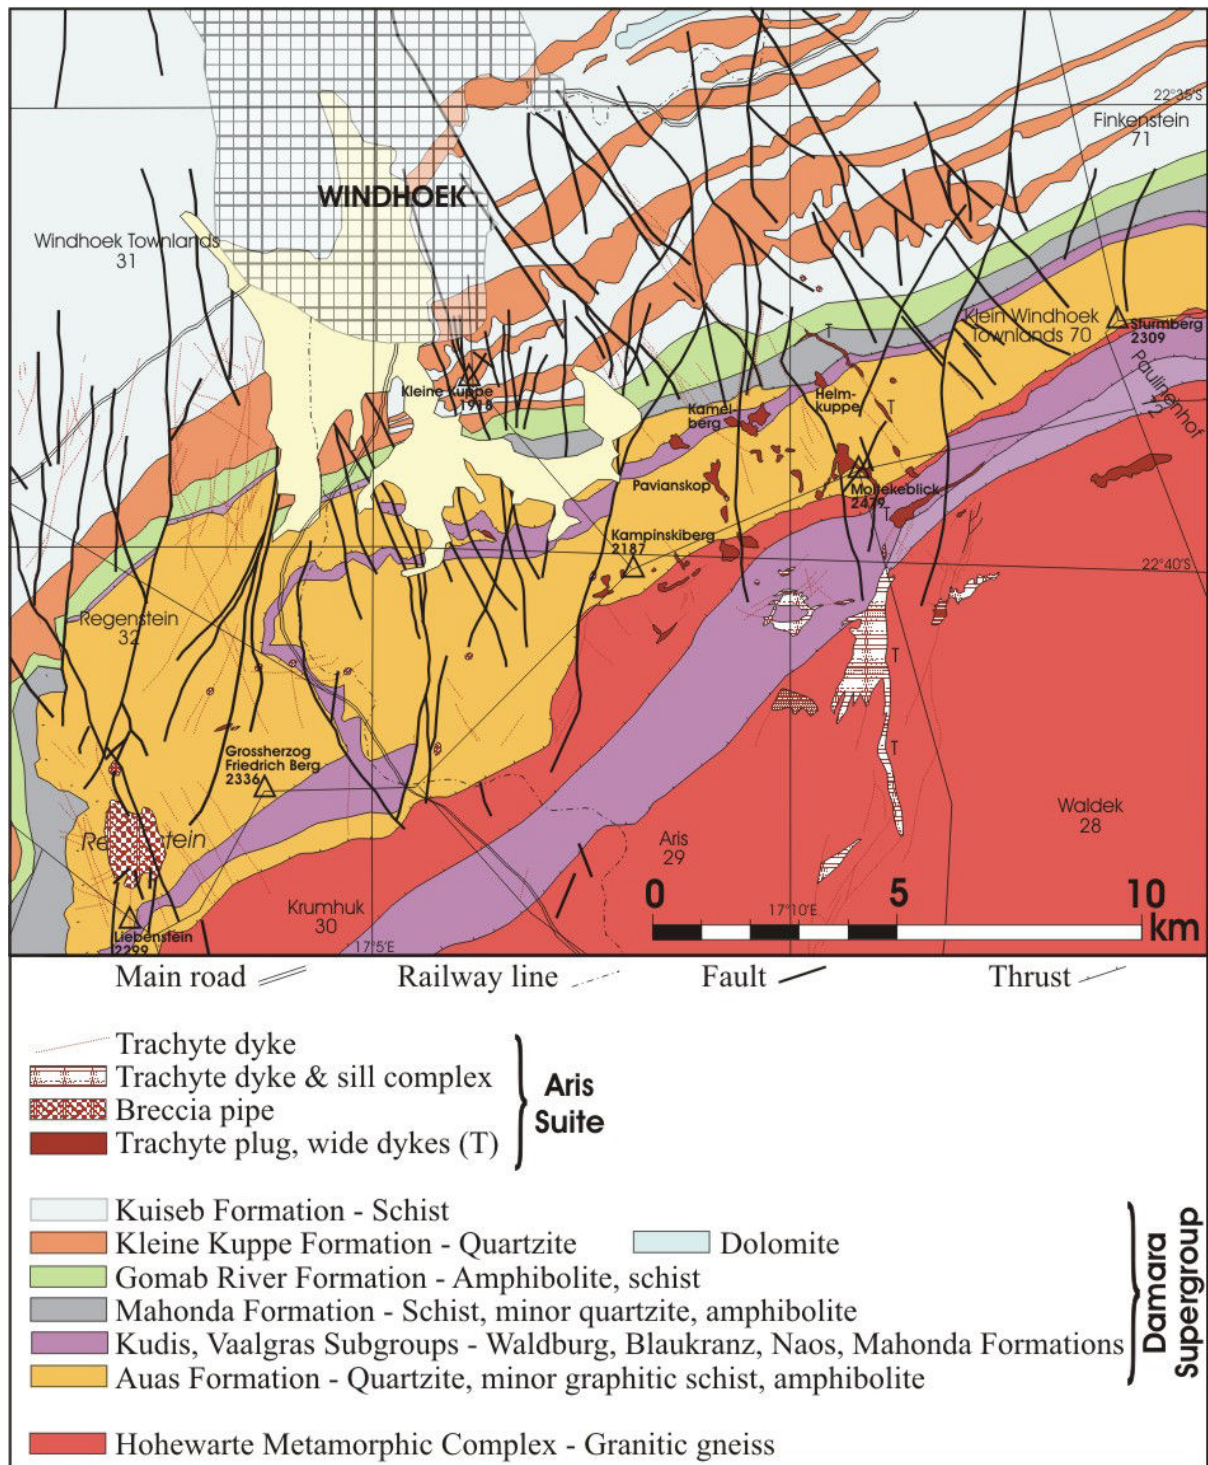 22°35'S
Finkenstein
71
WINDHOEK
Windhoek Townlands
31
Klein Windhoek
Townlands 70
Sturmberg
2309
Paulinenhof
72
T
Kleine Kuppe
1918
Helm-
kuppe
T
Kamel-
berg
Pavianskop
Moltekeblick
2479
T
Kampinskiberg
2187
22°40'S
Regenstein
32
T
Grossherzog
Friedrich Berg
2336
T
Waldek
28
Aris
29
Krumhuk
30
Liebenstein
2299
17°5'E
17°10'E
0 5 10
km
Main road Railway line Fault Thrust
Trachyte dyke
Trachyte dyke & sill complex
Breccia pipe
Trachyte plug, wide dykes (T)
Aris
Suite
Kuiseb Formation - Schist
Kleine Kuppe Formation - Quartzite Dolomite
Gomab River Formation - Amphibolite, schist
Mahonda Formation - Schist, minor quartzite, amphibolite
Kudis, Vaalgras Subgroups - Waldburg, Blaukranz, Naos, Mahonda Formations
Auas Formation - Quartzite, minor graphitic schist, amphibolite
Damara
Supergroup
Hohewarte Metamorphic Complex - Granitic gneiss